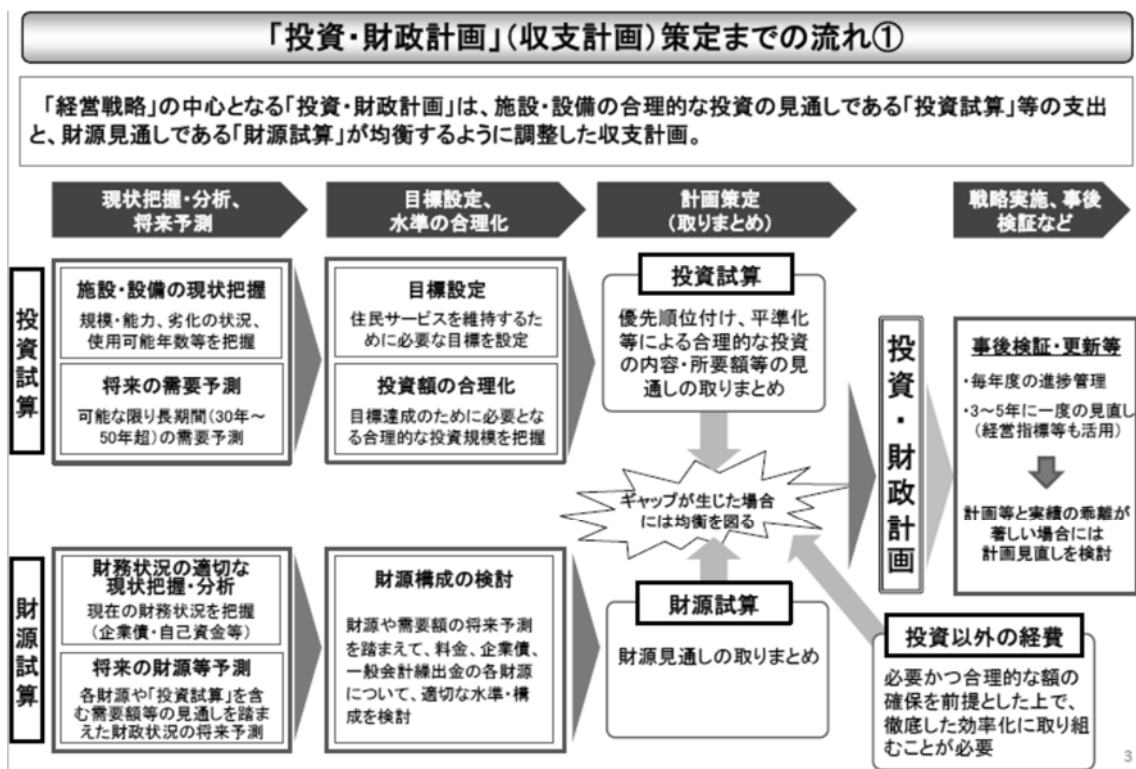 「投資・財政計画」(収支計画)策定までの流れ①
「経営戦略」の中心となる「投資・財政計画」は、施設・設備の合理的な投資の見通しである「投資試算」等の支出
と、財源見通しである「財源試算」が均衡するように調整した収支計画。
現状把握・分析、
将来予測
目標設定、
水準の合理化
計画策定
(取りまとめ)
戦略実施、事後
検証など
投資試算
施設・設備の現状把握
規模・能力、劣化の状況、
使用可能年数等を把握
将来の需要予測
可能な限り長期間(30年～
50年超)の需要予測
目標設定
住民サービスを維持するた
めに必要な目標を設定
投資額の合理化
目標達成のために必要とな
る合理的な投資規模を把握
投資試算
優先順位付け、平準化
等による合理的な投資
の内容・所要額等の見
通しの取りまとめ
ギャップが生じた場合
には均衡を図る
財源試算
財務状況の適切な
現状把握・分析
現在の財務状況を把握
(企業債・自己資金等)
将来の財源等予測
各財源や「投資試算」を含
む需要額等の見通しを踏ま
えた財政状況の将来予測
財源構成の検討
財源や需要額の将来予測
を踏まえて、料金、企業債、
一般会計繰出金の各財源
について、適切な水準・構
成を検討
財源試算
財源見通しの取りまとめ
投資・財政計画
事後検証・更新等
・毎年度の進捗管理
・3～5年に一度の見直し
(経営指標等も活用)
計画等と実績の乖離が
著しい場合には
計画見直しを検討
投資以外の経費
必要かつ合理的な額の
確保を前提とした上で、
徹底した効率化に取り組
むことが必要
3